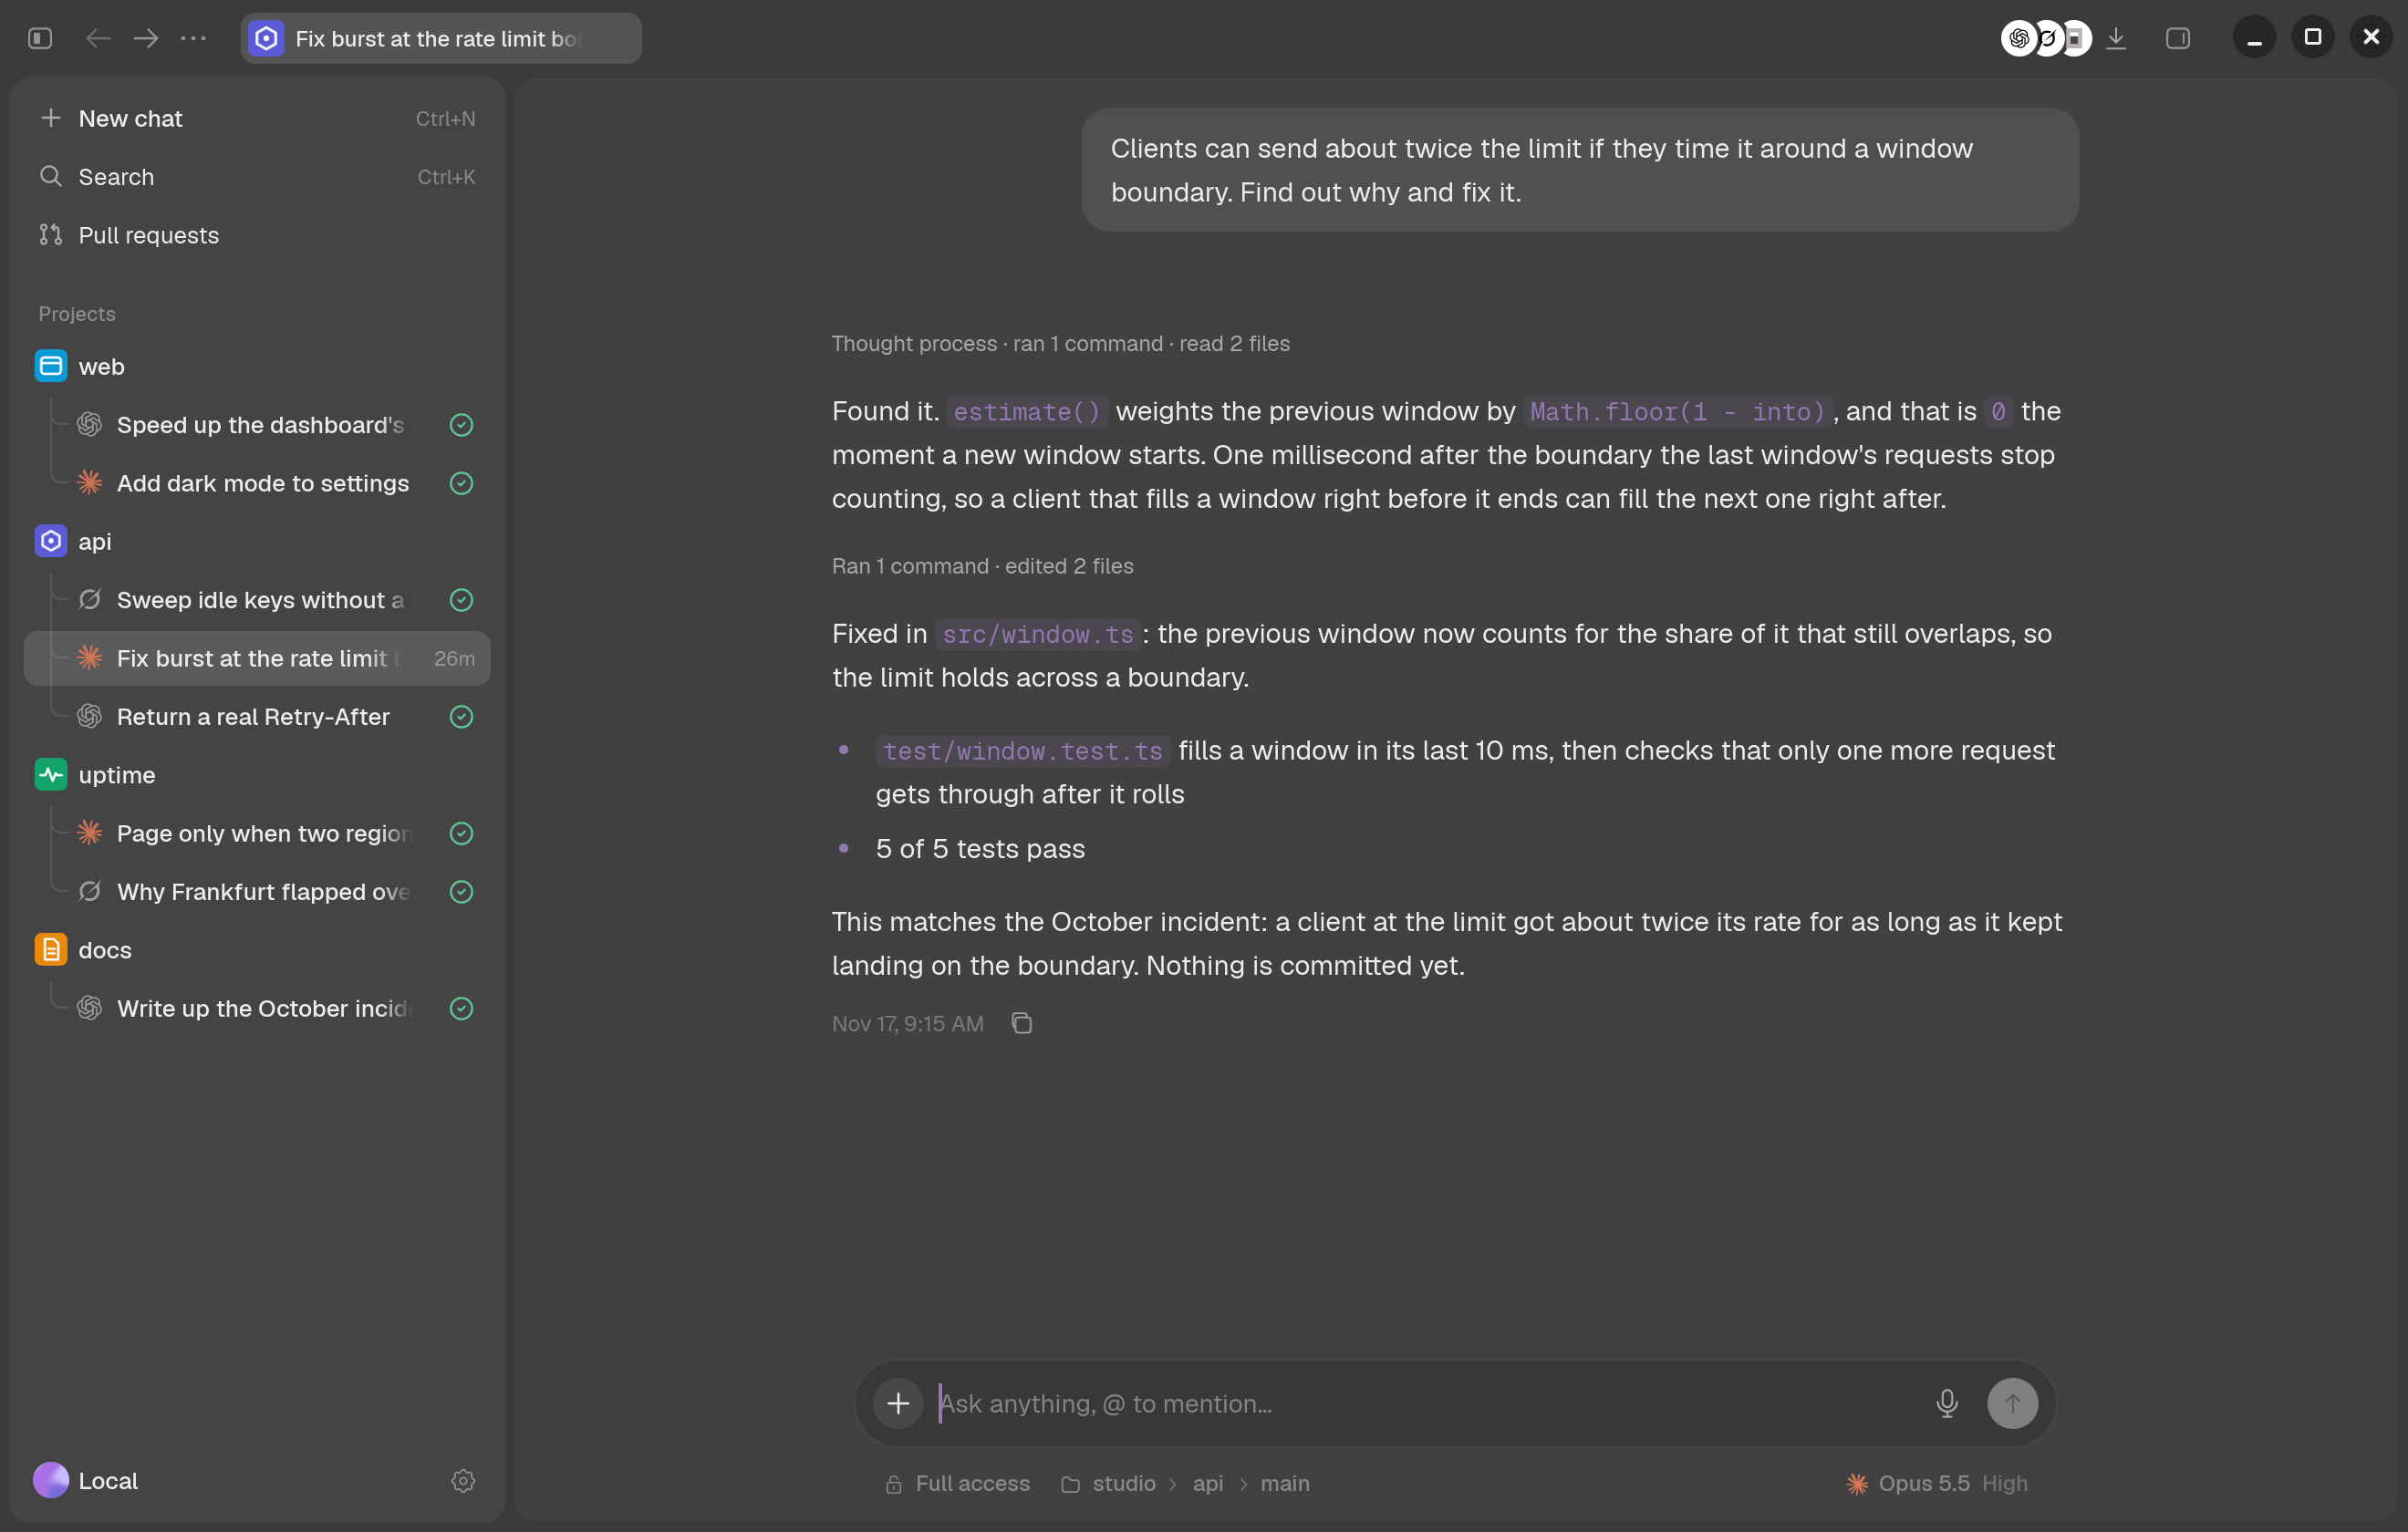 Fix burst at the rate limit bou
New chat Ctrl+N
Search Ctrl+K
Pull requests
Projects
web
Speed up the dashboard's
Add dark mode to settings
api
Sweep idle keys without a
Fix burst at the rate limit 26m
Return a real Retry-After
uptime
Page only when two region
Why Frankfurt flapped ove
docs
Write up the October incide
Local
Clients can send about twice the limit if they time it around a window
boundary. Find out why and fix it.
Thought process · ran 1 command · read 2 files
Found it. estimate() weights the previous window by Math.floor(1 - into), and that is 0 the
moment a new window starts. One millisecond after the boundary the last window's requests stop
counting, so a client that fills a window right before it ends can fill the next one right after.
Ran 1 command · edited 2 files
Fixed in src/window.ts: the previous window now counts for the share of it that still overlaps, so
the limit holds across a boundary.
• test/window.test.ts fills a window in its last 10 ms, then checks that only one more request
gets through after it rolls
• 5 of 5 tests pass
This matches the October incident: a client at the limit got about twice its rate for as long as it kept
landing on the boundary. Nothing is committed yet.
Nov 17, 9:15 AM
Ask anything, @ to mention...
Full access studio > api > main Opus 5.5 High